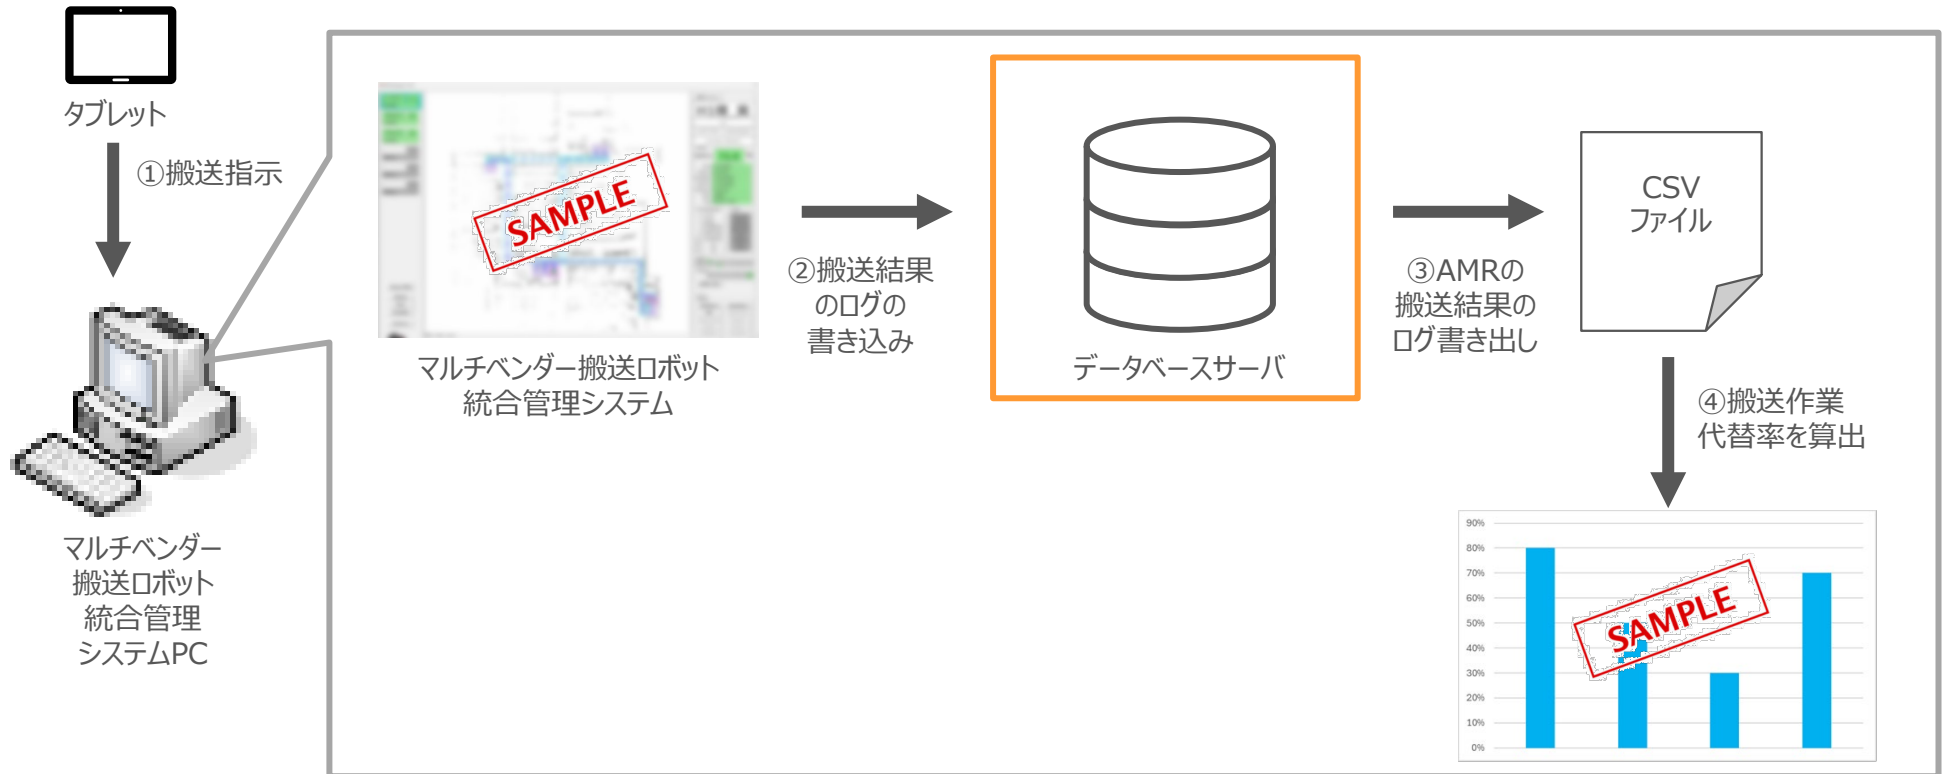 タブレット
①搬送指示
マルチベンダー
搬送ロボット
統合管理
システムPC
SAMPLE
マルチベンダー搬送ロボット
統合管理システム
②搬送結果
のログの
書き込み
データベースサーバ
③AMRの
搬送結果の
ログ書き出し
CSV
ファイル
④搬送作業
代替率を算出
90%
80%
70%
60%
50%
40%
30%
20%
10%
0%
SAMPLE